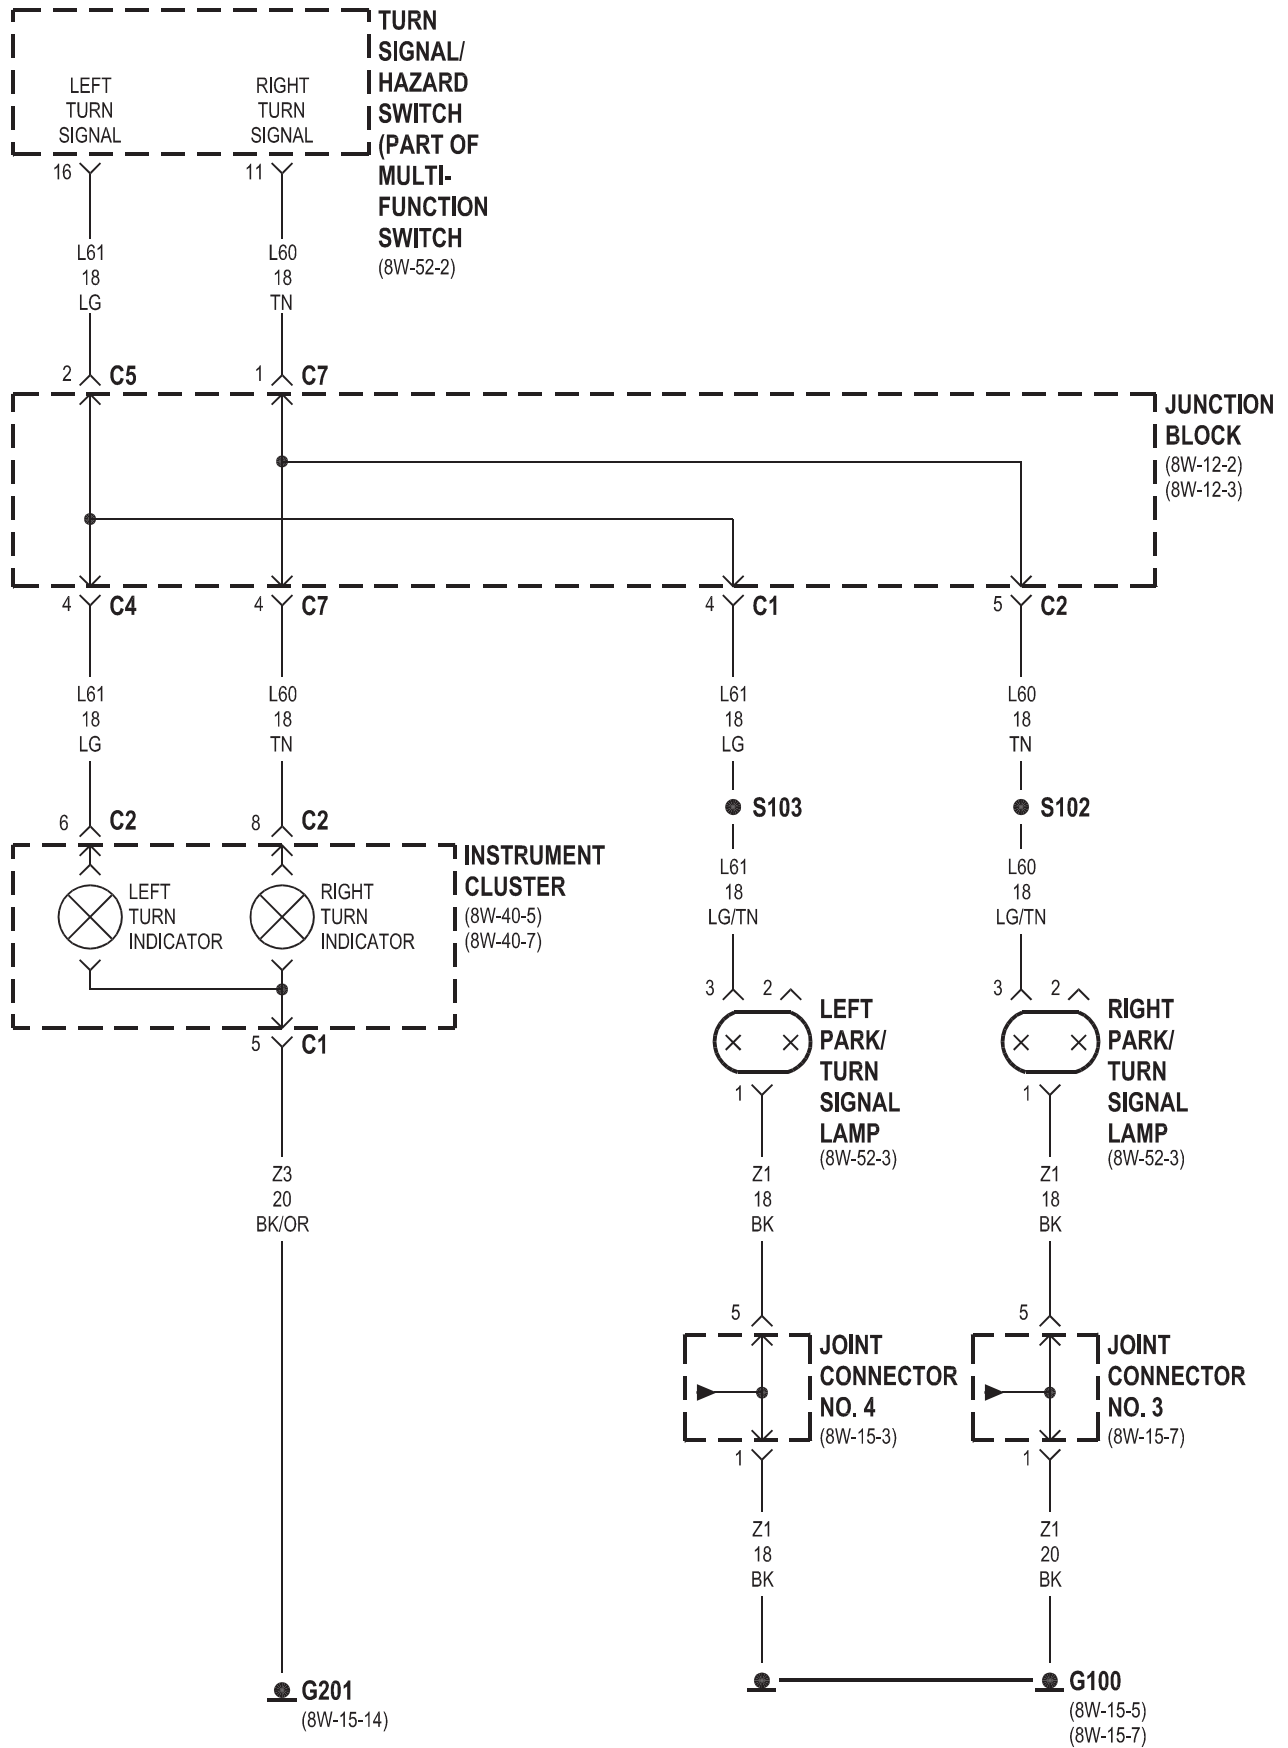 TURN
SIGNAL/
HAZARD
SWITCH
(PART OF
MULTI-
FUNCTION
SWITCH
(8W-52-2)
LEFT
TURN
SIGNAL
RIGHT
TURN
SIGNAL
16
11
L61
18
LG
L60
18
TN
2 C5
1 C7
JUNCTION
BLOCK
(8W-12-2)
(8W-12-3)
4 C4
4 C7
4 C1
5 C2
L61
18
LG
L60
18
TN
L61
18
LG
L60
18
TN
S103
S102
6 C2
8 C2
INSTRUMENT
CLUSTER
(8W-40-5)
(8W-40-7)
LEFT
TURN
INDICATOR
RIGHT
TURN
INDICATOR
L61
18
LG/TN
L60
18
LG/TN
3 2
3 2
LEFT
PARK/
TURN
SIGNAL
LAMP
(8W-52-3)
RIGHT
PARK/
TURN
SIGNAL
LAMP
(8W-52-3)
5 C1
1
1
Z3
20
BK/OR
Z1
18
BK
Z1
18
BK
5
5
JOINT
CONNECTOR
NO. 4
(8W-15-3)
JOINT
CONNECTOR
NO. 3
(8W-15-7)
1
1
Z1
18
BK
Z1
20
BK
G201
(8W-15-14)
G100
(8W-15-5)
(8W-15-7)